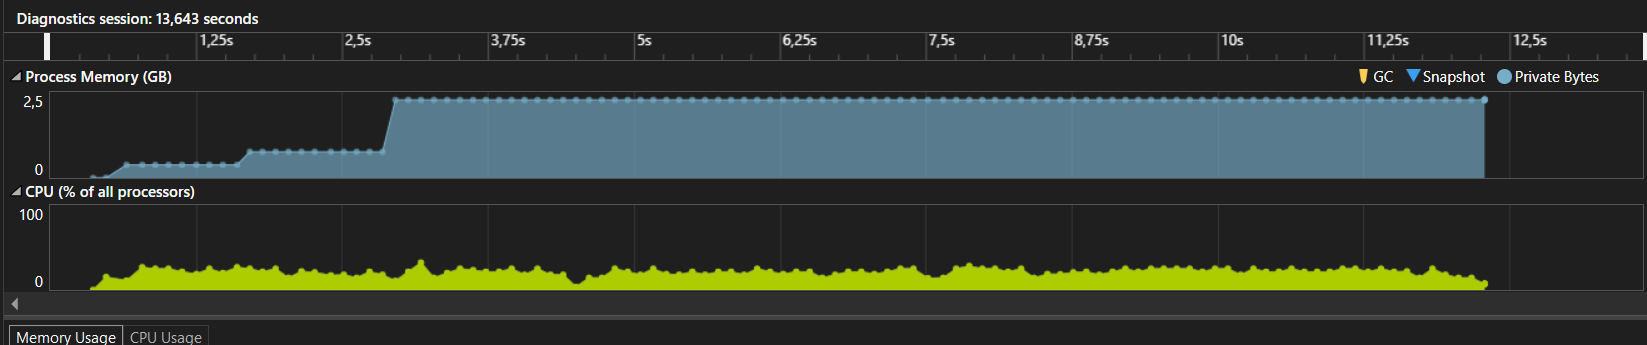 Diagnostics session: 13,643 seconds
1,25s 2,5s 3,75s 5s 6,25s 7,5s 8,75s 10s 11,25s 12,5s
Process Memory (GB) GC Snapshot Private Bytes
2,5
0
CPU (% of all processors)
100
0
Memory Usage CPU Usage